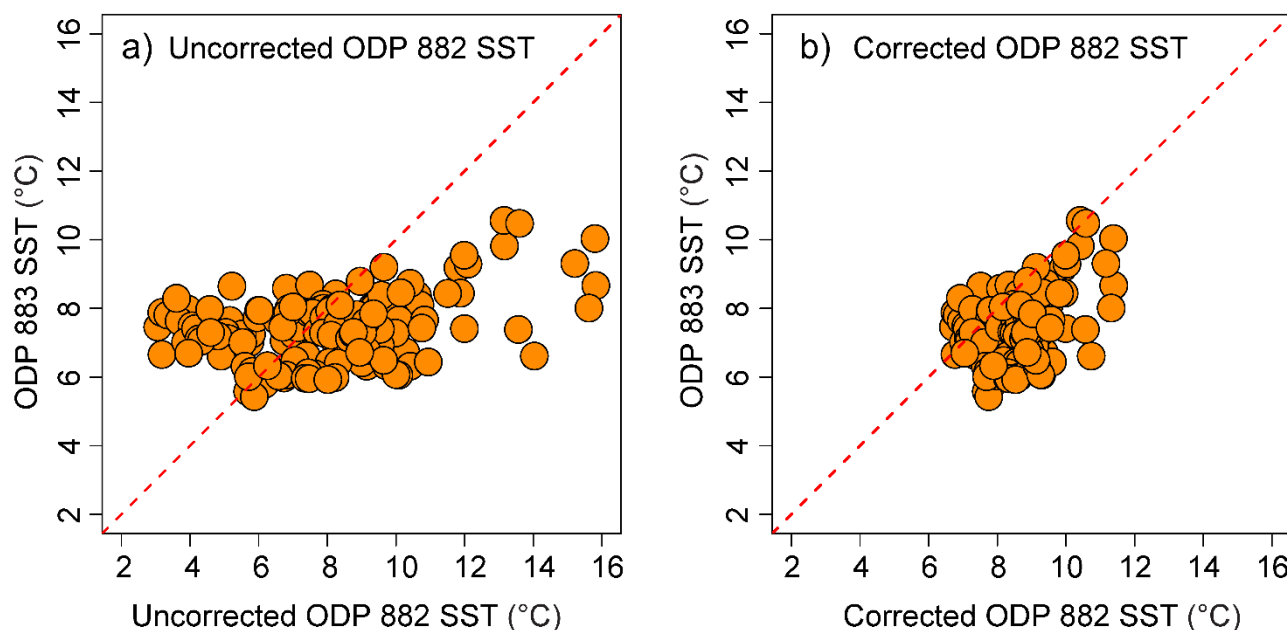 a) Uncorrected ODP 882 SST
16
14
12
10
8
6
4
2
ODP 883 SST (°C)
2 4 6 8 10 12 14 16
Uncorrected ODP 882 SST (°C)
b) Corrected ODP 882 SST
16
14
12
10
8
6
4
2
ODP 883 SST (°C)
2 4 6 8 10 12 14 16
Corrected ODP 882 SST (°C)